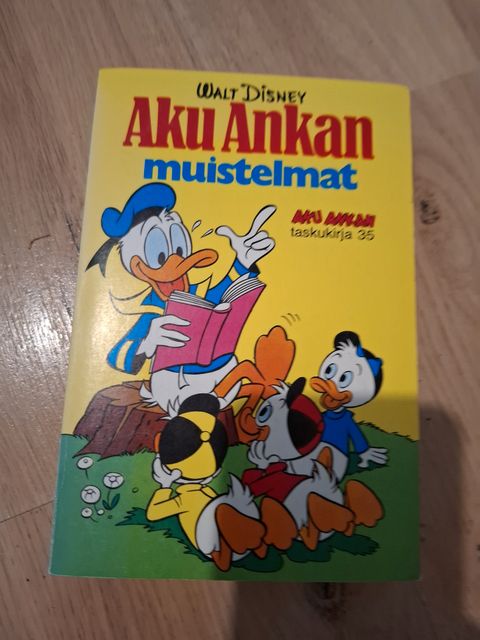 WALT DISNEY
Aku Ankan
muistelmat
AKU ANKAN
taskukirja 35